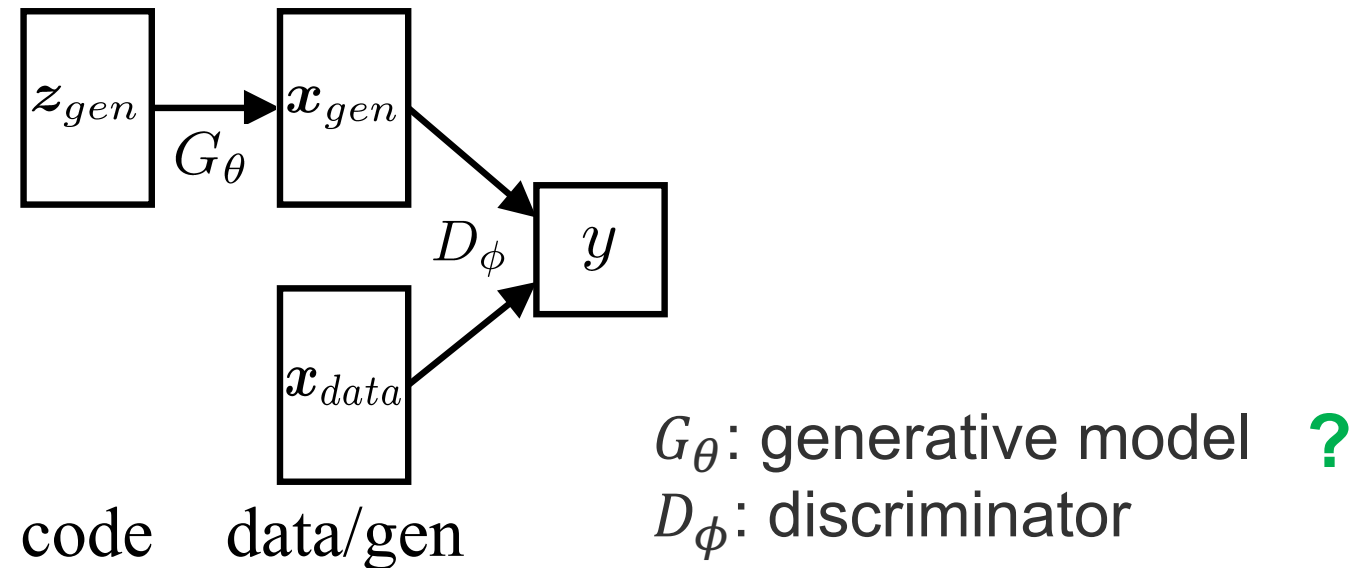 z_gen
G_θ
x_gen
D_ϕ
y
x_data
code data/gen
G_θ: generative model ?
D_ϕ: discriminator